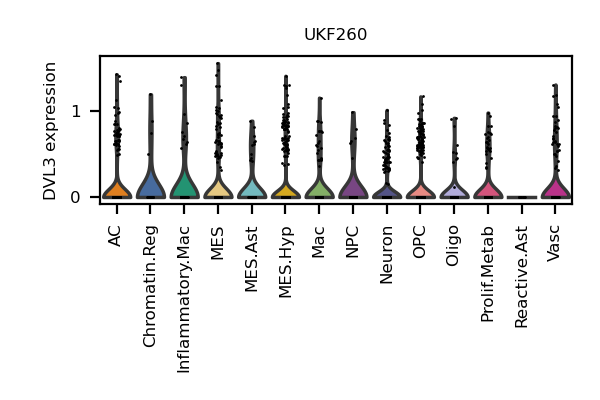 UKF260
DVL3 expression
1
0
AC
Chromatin.Reg
Inflammatory.Mac
MES
MES.Ast
MES.Hyp
Mac
NPC
Neuron
OPC
Oligo
Prolif.Metab
Reactive.Ast
Vasc